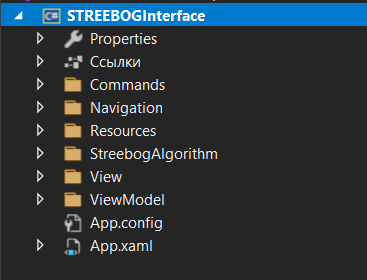 C# STREEBOGInterface
Properties
Ссылки
Commands
Navigation
Resources
StreebogAlgorithm
View
ViewModel
App.config
App.xaml